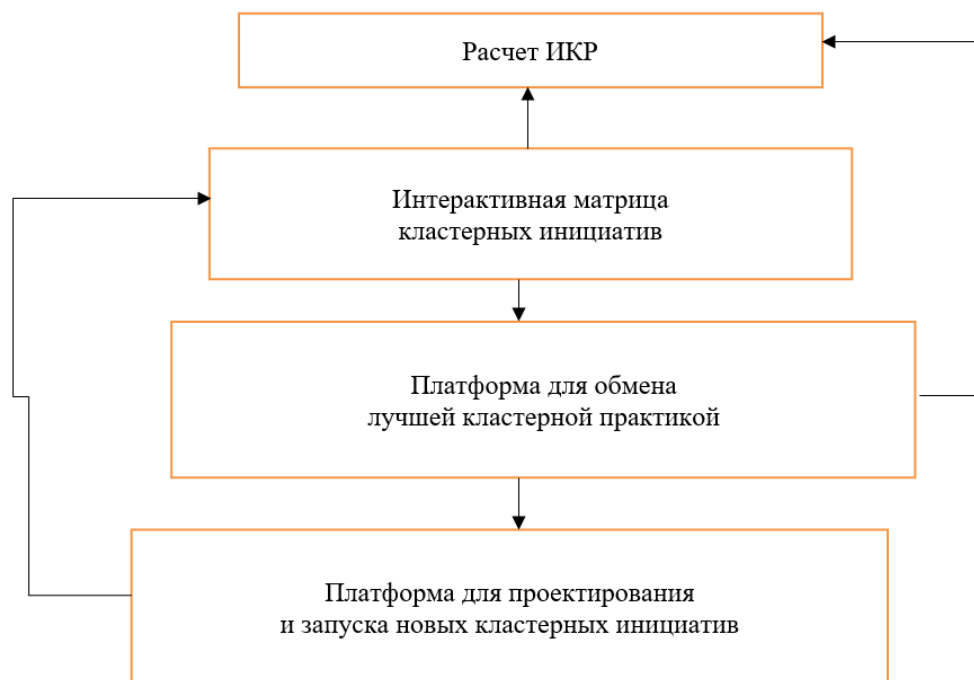 Расчет ИКР
Интерактивная матрица
кластерных инициатив
Платформа для обмена
лучшей кластерной практикой
Платформа для проектирования
и запуска новых кластерных инициатив